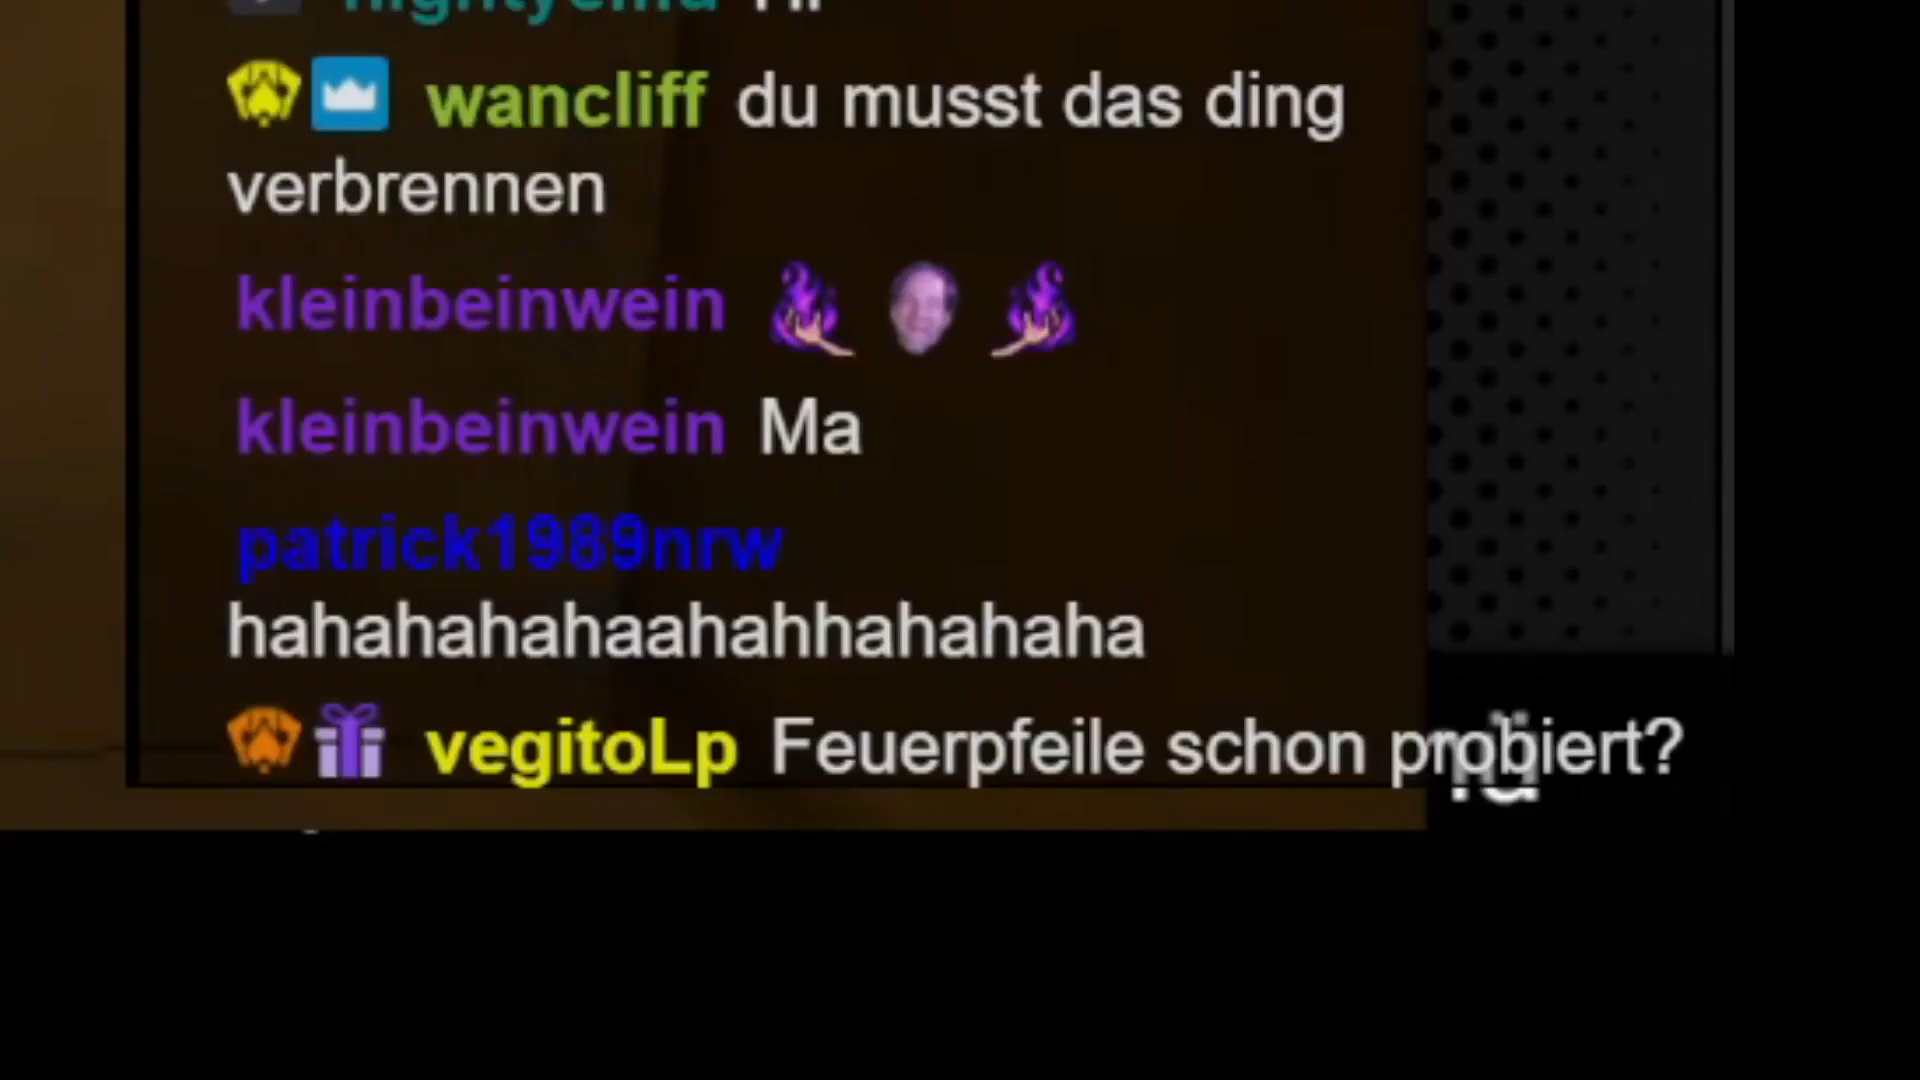 wancliff du musst das ding
verbrennen
kleinbeinwein
kleinbeinwein Ma
patrick1989nrw
hahahahahaahahhahahaha
vegitoLp Feuerpfeile schon probiert?